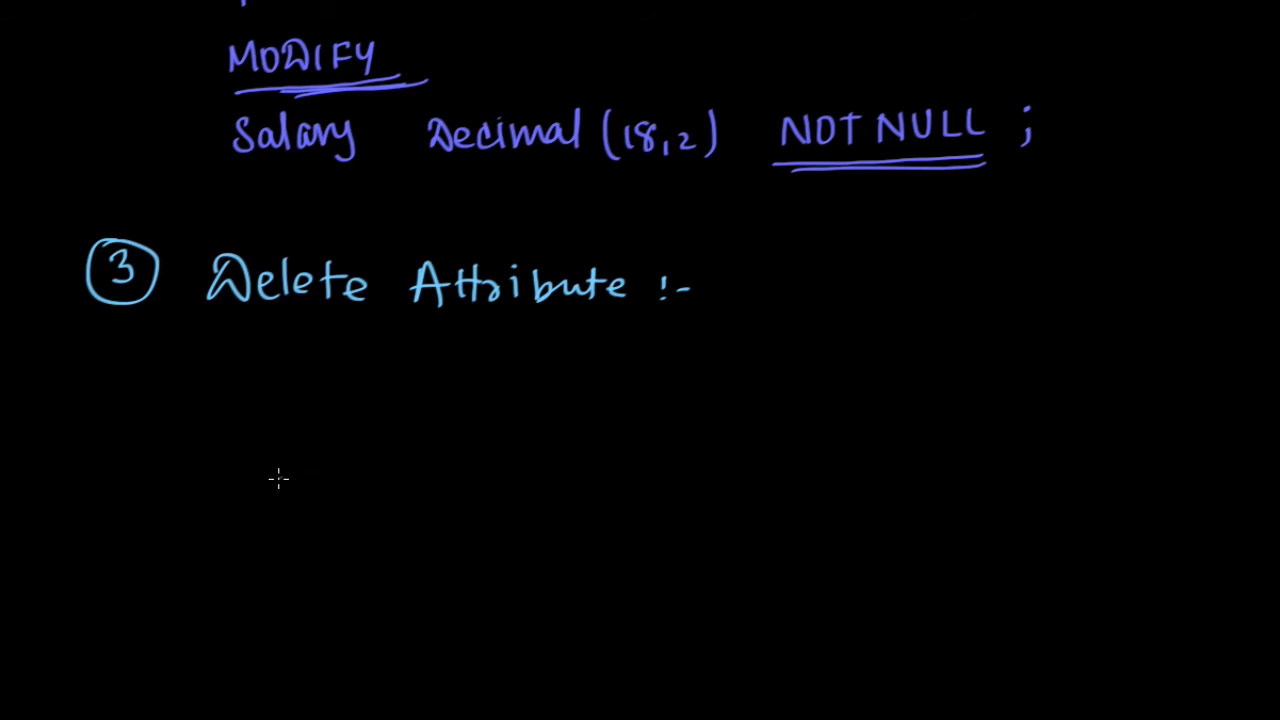 MODIFY
Salary Decimal (18,2) NOT NULL ;
3 Delete Attribute :-